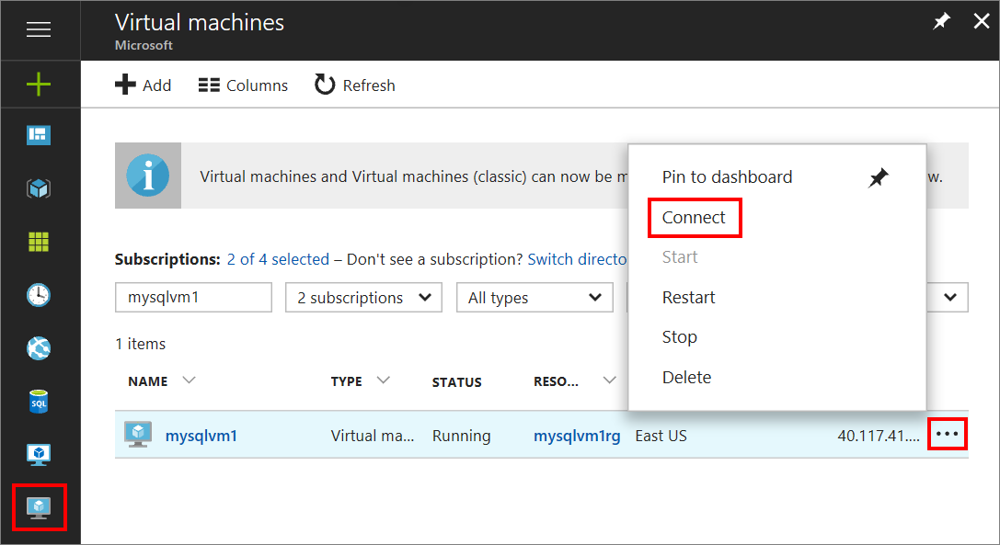 Virtual machines
Microsoft
Add Columns Refresh
Virtual machines and Virtual machines (classic) can now be m
w.
Pin to dashboard
Connect
Start
Restart
Stop
Delete
Subscriptions: 2 of 4 selected – Don't see a subscription? Switch directo
mysqlvm1 2 subscriptions All types
1 items
NAME TYPE STATUS RESO...
mysqlvm1 Virtual ma... Running mysqlvm1rg East US 40.117.41.... ...
SQL